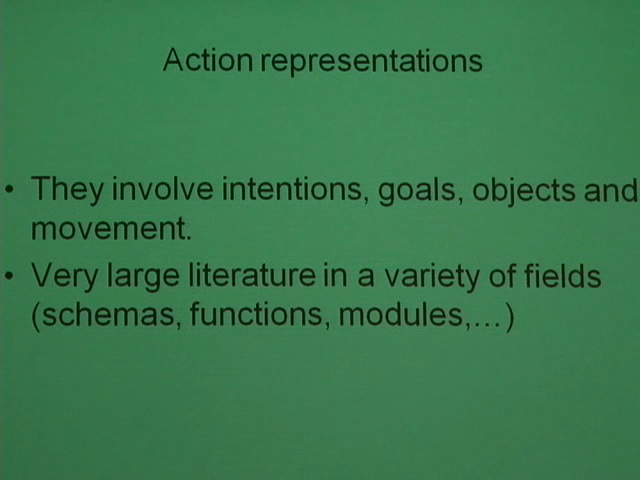 Action representations
• They involve intentions, goals, objects and
movement.
• Very large literature in a variety of fields
(schemas, functions, modules,...)